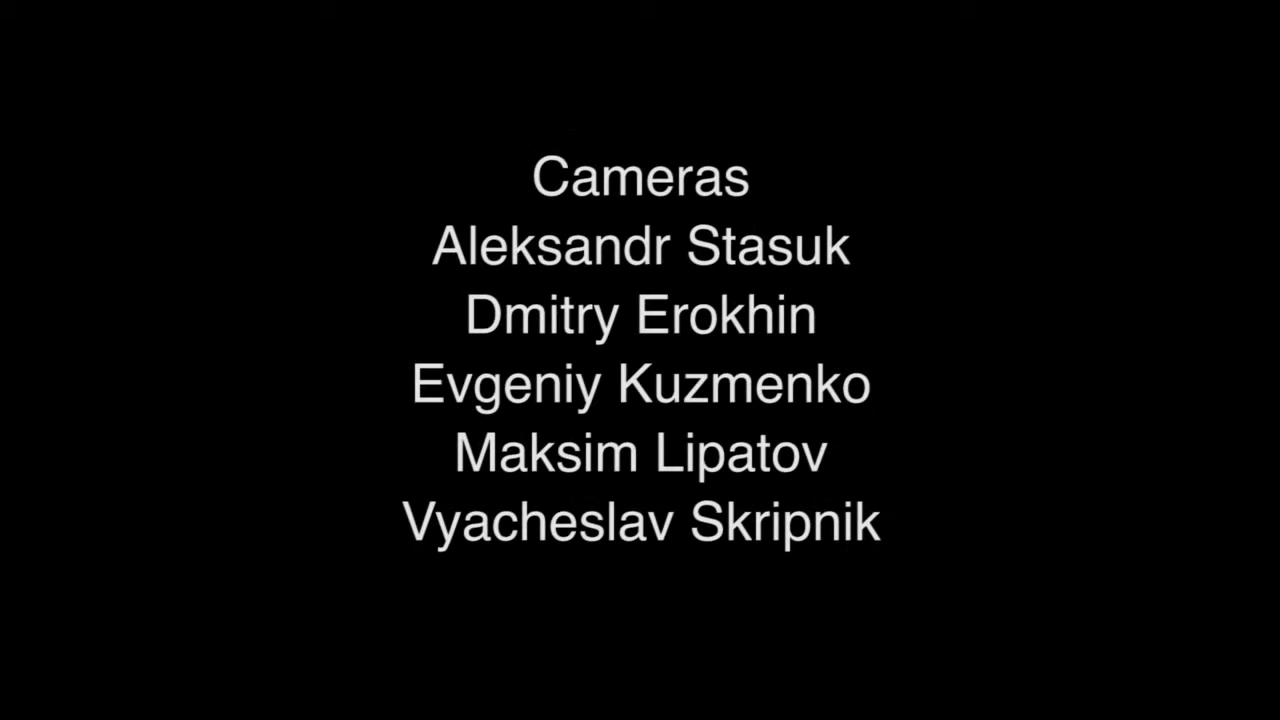 Cameras
Aleksandr Stasuk
Dmitry Erokhin
Evgeniy Kuzmenko
Maksim Lipatov
Vyacheslav Skripnik